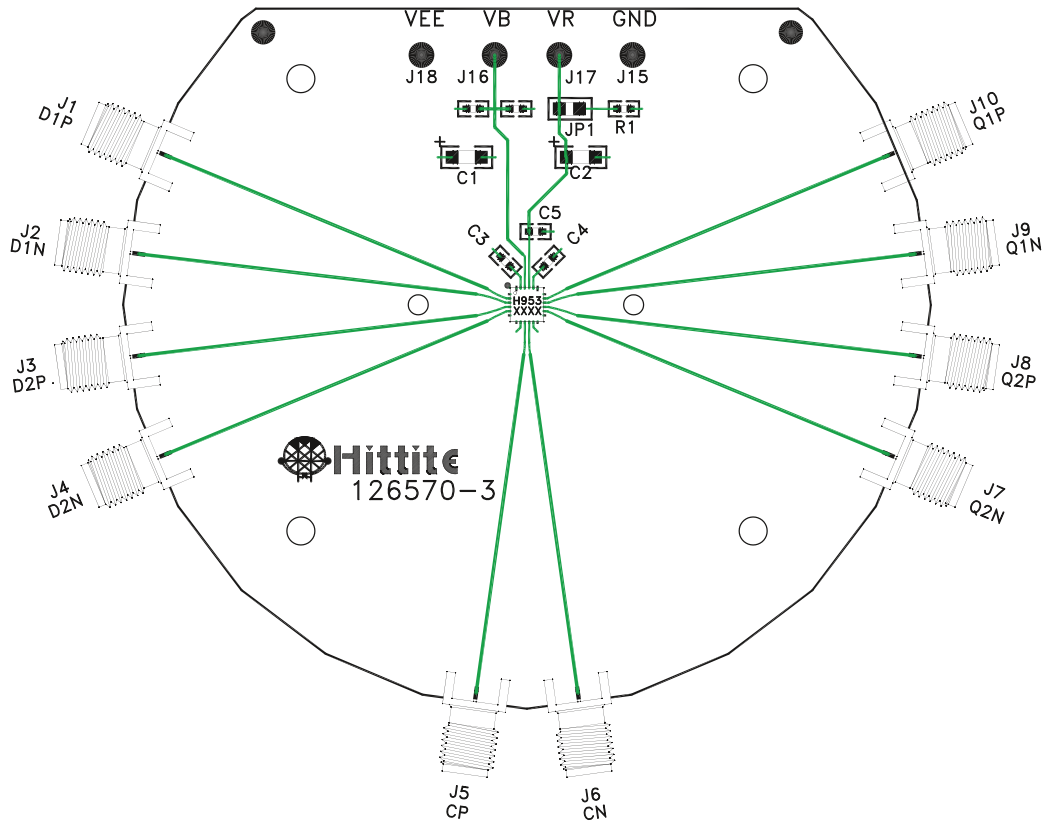 VEE VB VR GND
J18 J16 J17 J15
JP1 R1
+ +
C1 C2
J1
D1P
J10
Q1P
J2
D1N
C5
C3 C4
J9
Q1N
H953
XXXX
J3
D2P
J8
Q2P
Hittite
126570-3
J4
D2N
J7
Q2N
J5
CP
J6
CN